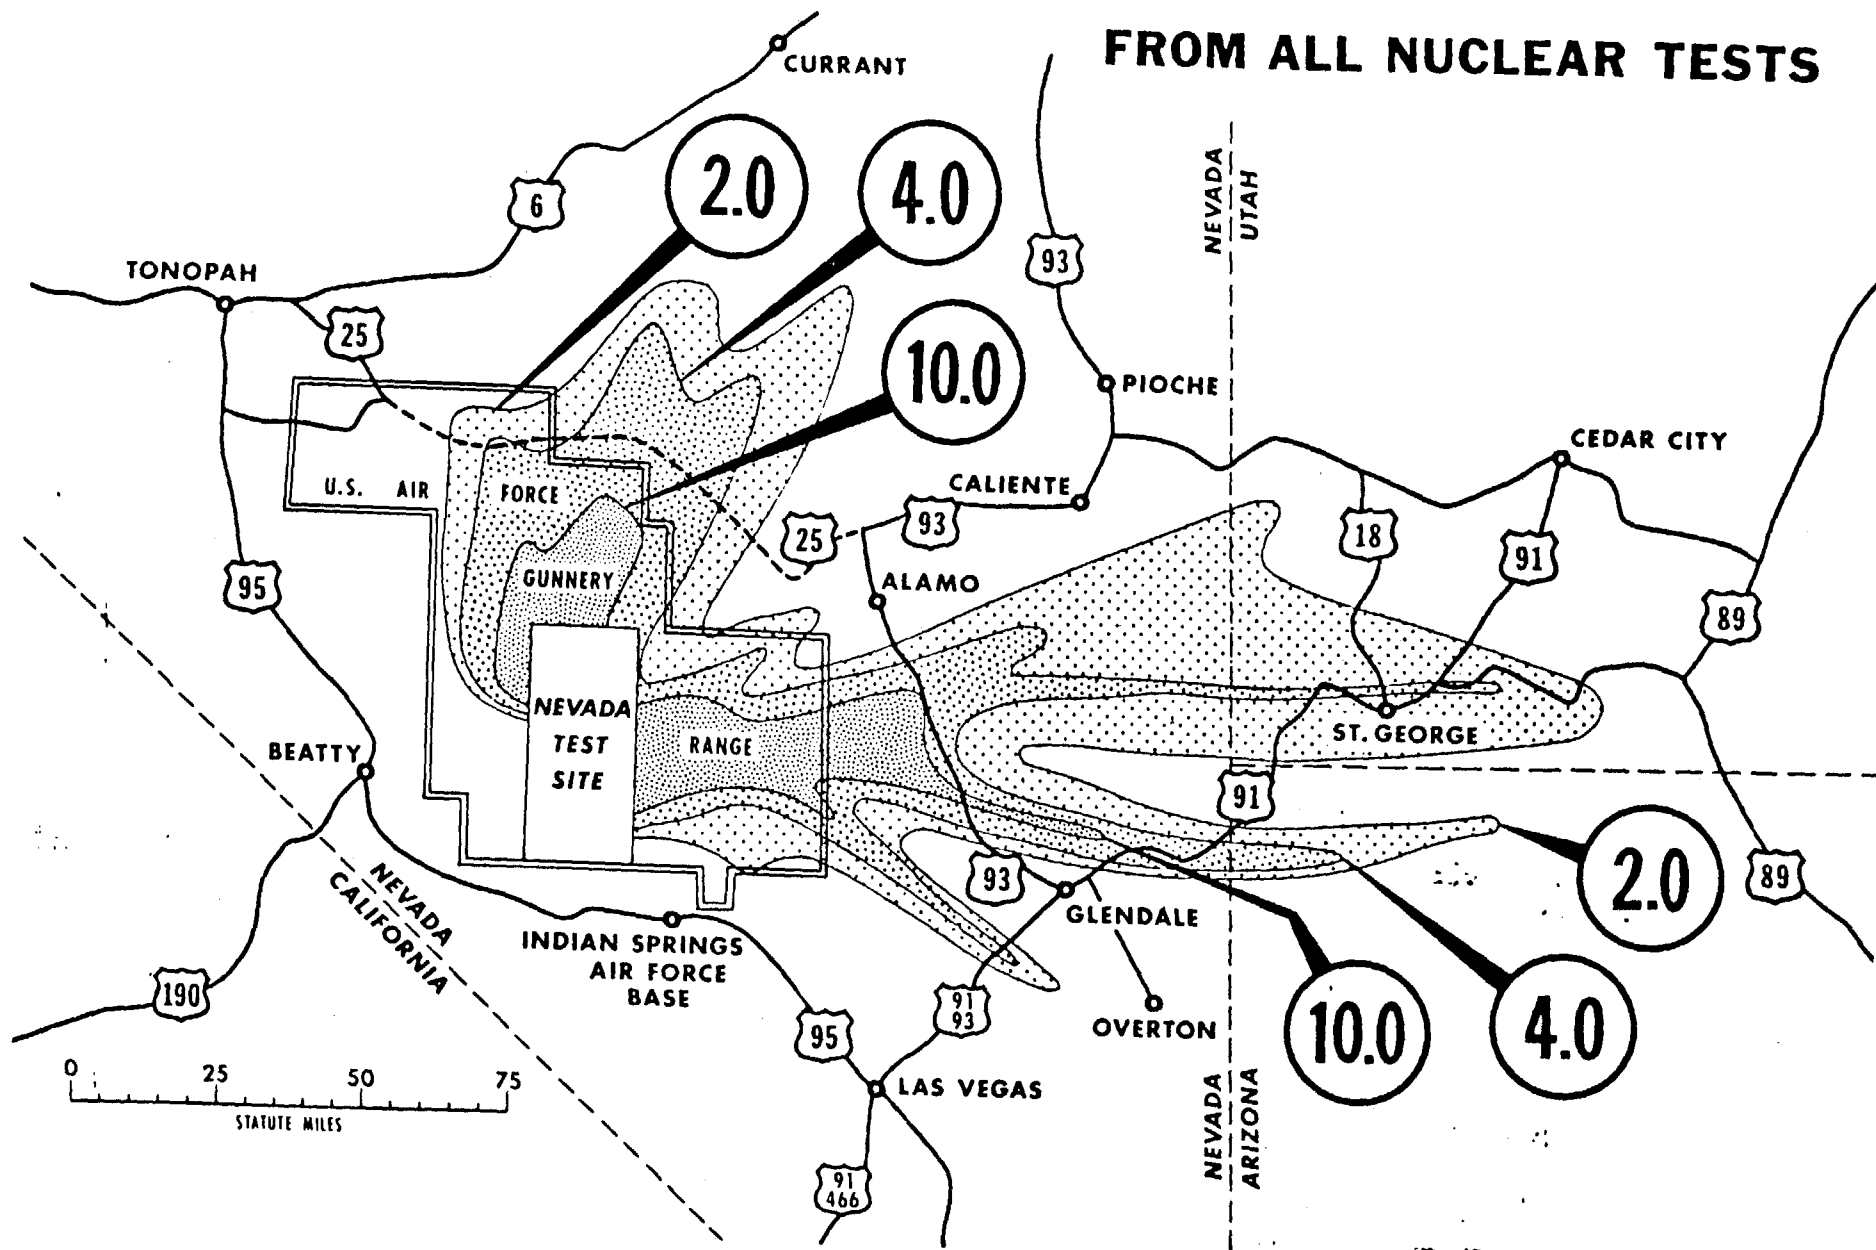 FROM ALL NUCLEAR TESTS
CURRANT
2.0
4.0
6
NEVADA
UTAH
93
TONOPAH
25
10.0
PIOCHE
CEDAR CITY
U.S. AIR FORCE
CALIENTE
93
25
18
91
GUNNERY
ALAMO
95
89
NEVADA
TEST
SITE
RANGE
ST. GEORGE
BEATTY
91
2.0
93
89
NEVADA
CALIFORNIA
GLENDALE
INDIAN SPRINGS
AIR FORCE
BASE
190
91
93
OVERTON
10.0
4.0
95
0 25 50 75
STATUTE MILES
LAS VEGAS
NEVADA
ARIZONA
91
466